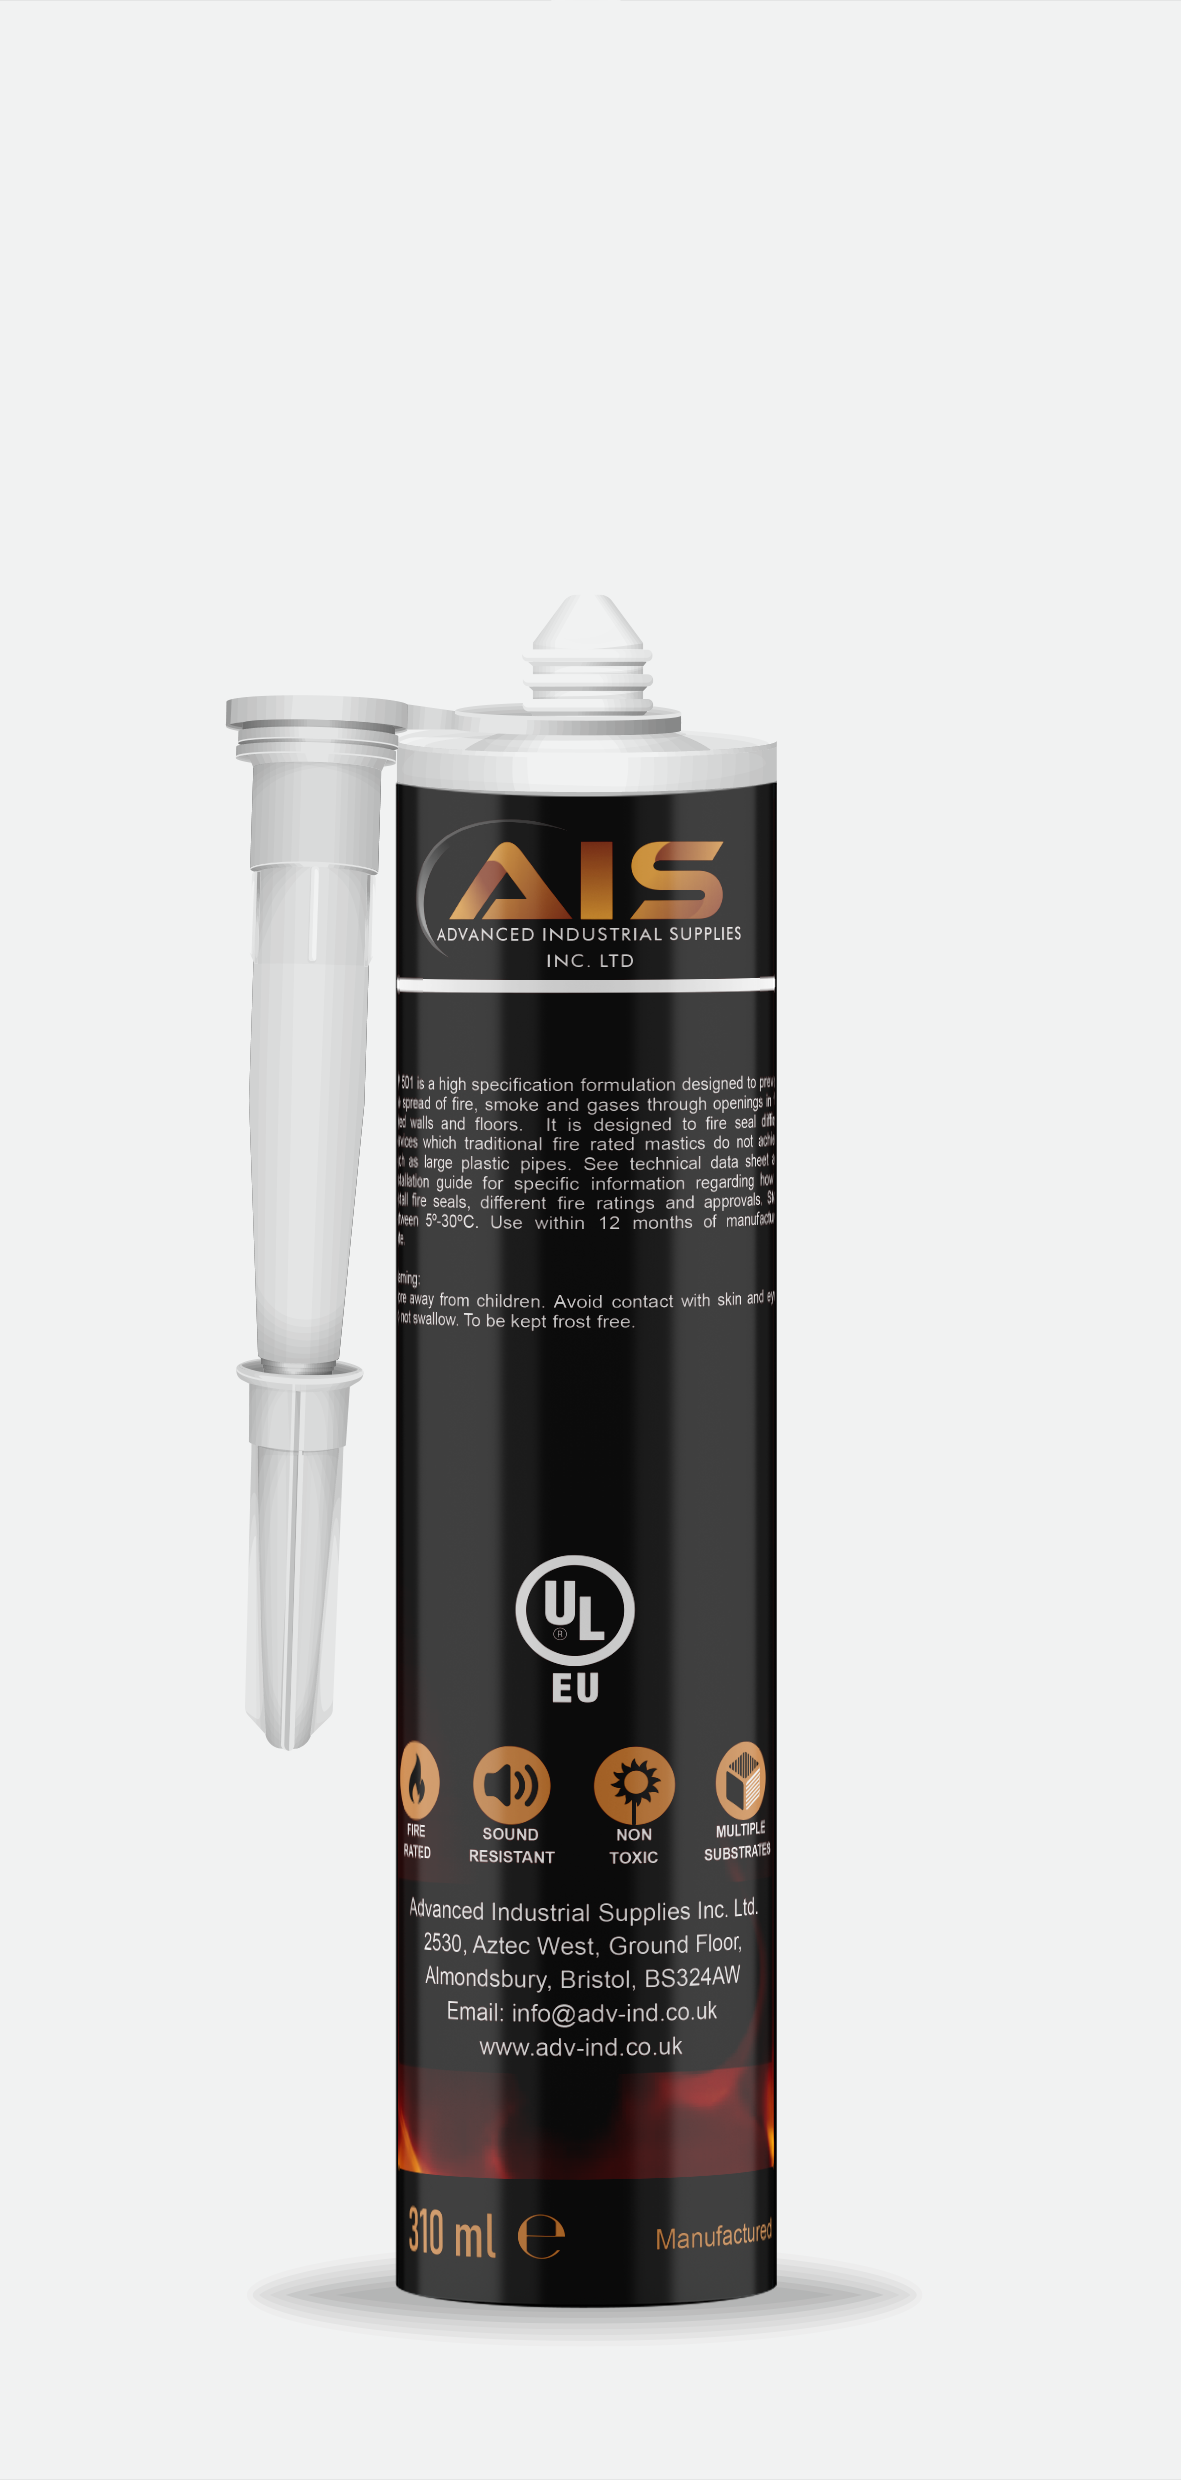 AIS
ADVANCED INDUSTRIAL SUPPLIES
INC. LTD
501 is a high specification formulation designed to
spread of fire, smoke and gases through openings in
walls and floors. It is designed to fire seal
which traditional fire rated mastics do not
as large plastic pipes. See technical data sheet
guide for specific information regarding how
fire seals, different fire ratings and approvals.
5º-30ºC. Use within 12 months of
away from children. Avoid contact with skin and
not swallow. To be kept frost free.
UL
®
EU
FIRE
RATED
SOUND
RESISTANT
NON
TOXIC
MULTIPLE
SUBSTRATES
Advanced Industrial Supplies Inc. Ltd.
2530, Aztec West, Ground Floor,
Almondsbury, Bristol, BS324AW
Email: info@adv-ind.co.uk
www.adv-ind.co.uk
310 ml ℮
Manufactured